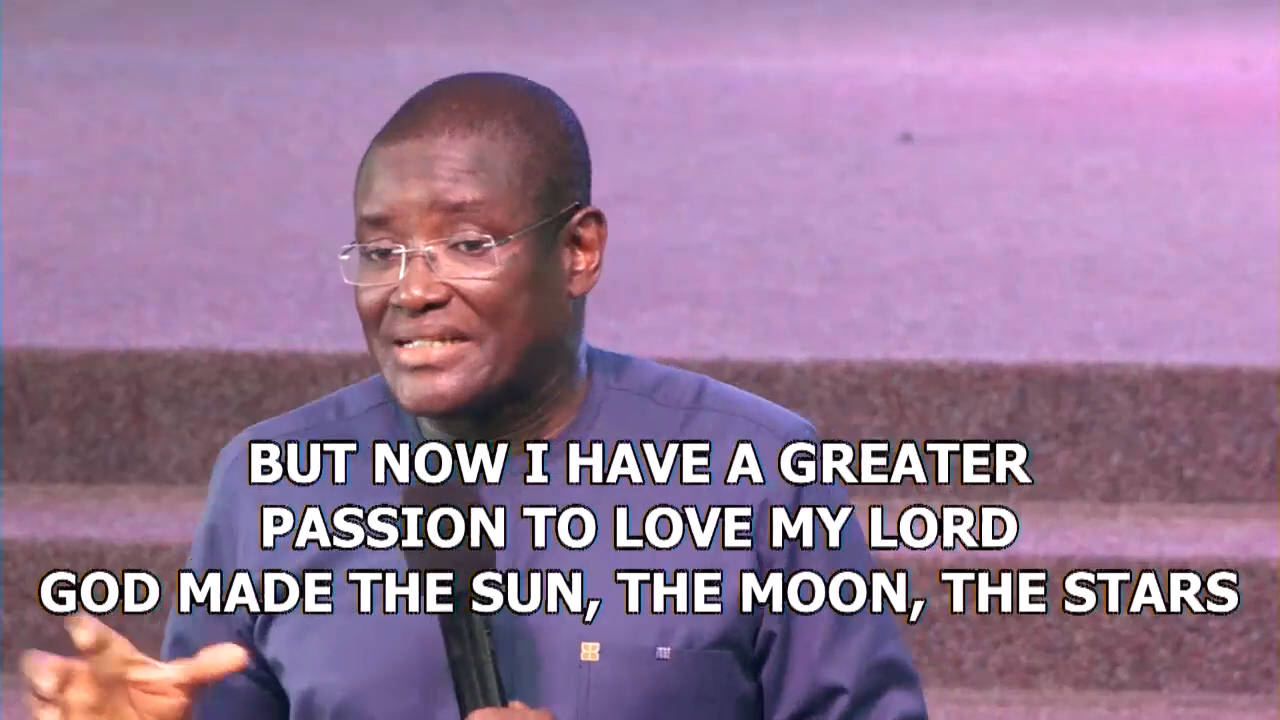 BUT NOW I HAVE A GREATER
PASSION TO LOVE MY LORD
GOD MADE THE SUN, THE MOON, THE STARS